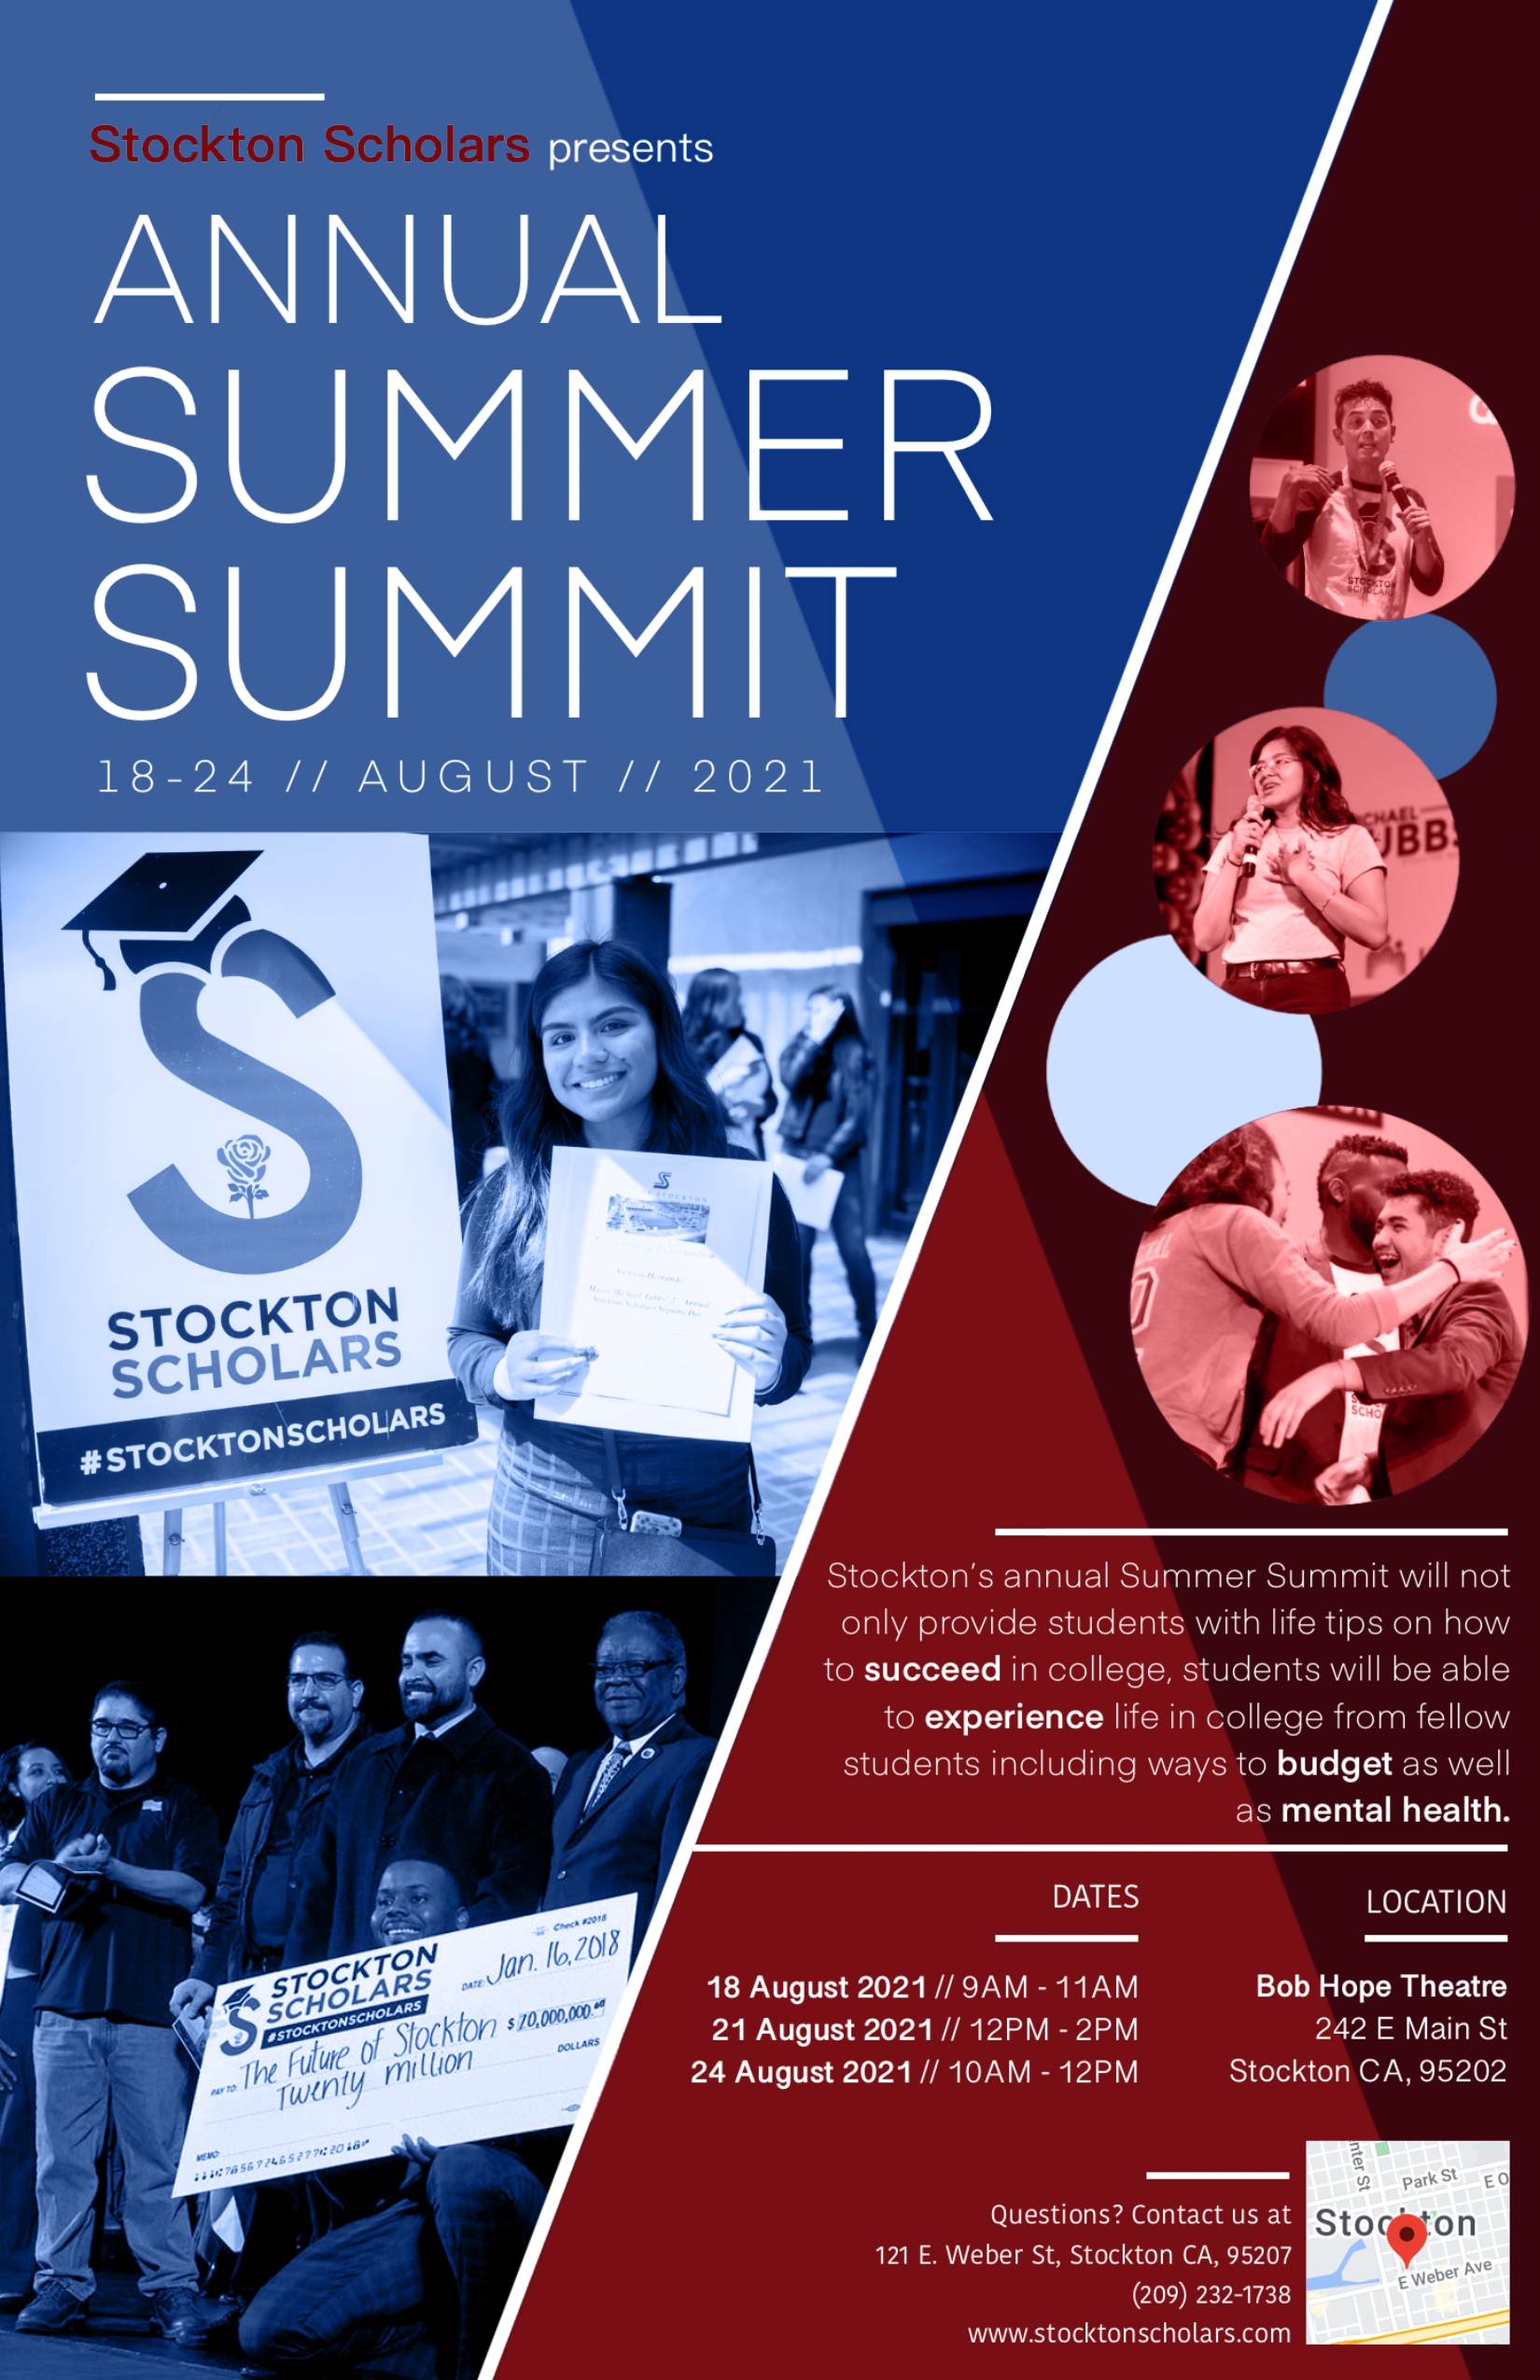 Stockton Scholars presents
ANNUAL
SUMMER
SUMMIT
18-24 // AUGUST // 2021
STOCKTON
SCHOLARS
#STOCKTONSCHOLARS
STOCKTON
STOCKTON
SCHOLARS
#STOCKTONSCHOLARS
Check #2018
DATE: Jan. 16, 2018
PAY TO: The Future of Stockton
Twenty million
DOLLARS
MEMO:
STOCKTON
SCHOLARS
Stockton's annual Summer Summit will not
only provide students with life tips on how
to succeed in college, students will be able
to experience life in college from fellow
students including ways to budget as well
as mental health.
DATES
18 August 2021 // 9AM - 11AM
21 August 2021 // 12PM - 2PM
24 August 2021 // 10AM - 12PM
LOCATION
Bob Hope Theatre
242 E Main St
Stockton CA, 95202
Questions? Contact us at
121 E. Weber St, Stockton CA, 95207
(209) 232-1738
www.stocktonscholars.com
Park St
E Weber Ave